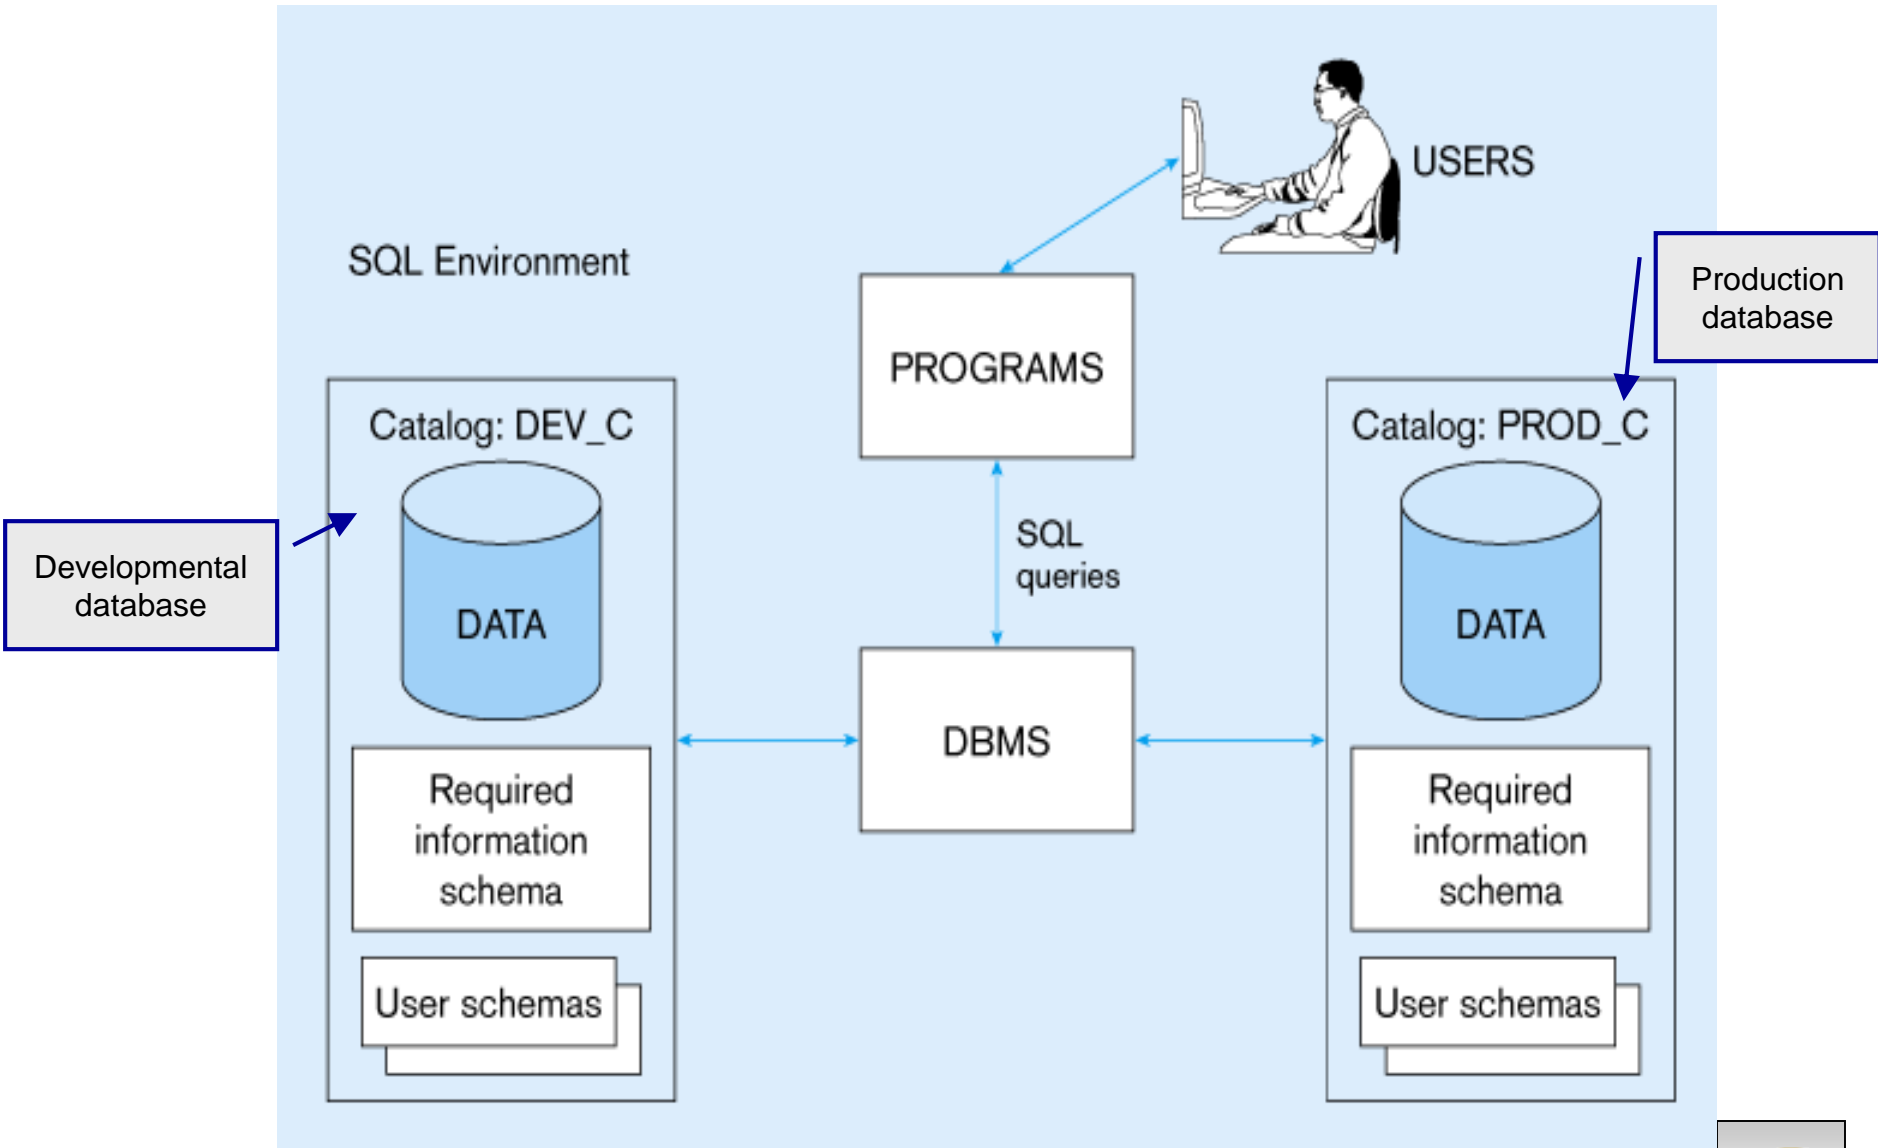 USERS
SQL Environment
Production
database
PROGRAMS
Catalog: DEV_C
Catalog: PROD_C
Developmental
database
SQL
queries
DATA
DATA
DBMS
Required
information
schema
Required
information
schema
User schemas
User schemas